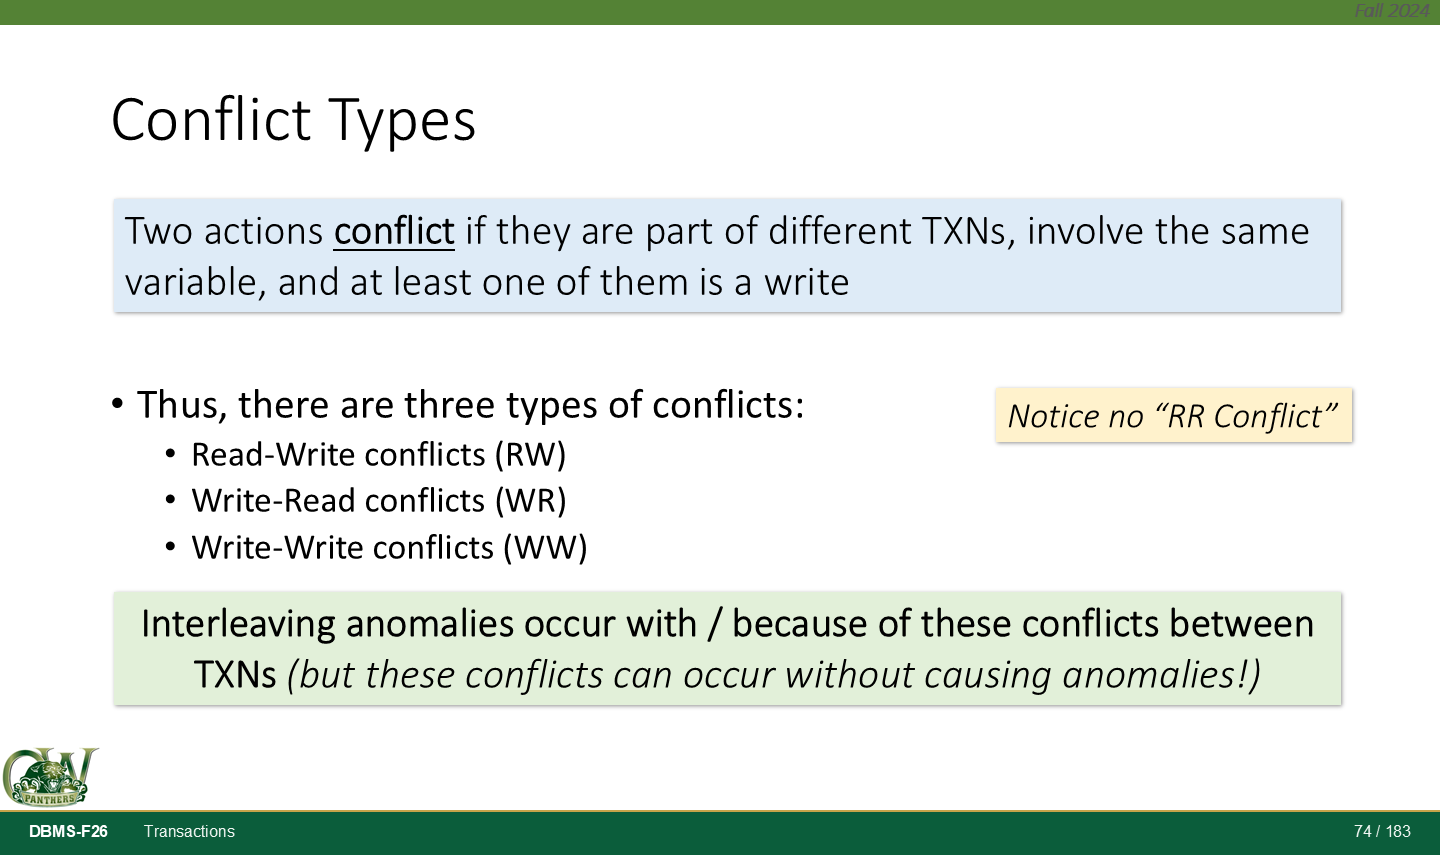 Fall 2024
Conflict Types
Two actions conflict if they are part of different TXNs, involve the same
variable, and at least one of them is a write
• Thus, there are three types of conflicts:
Notice no “RR Conflict”
• Read-Write conflicts (RW)
• Write-Read conflicts (WR)
• Write-Write conflicts (WW)
Interleaving anomalies occur with / because of these conflicts between
TXNs (but these conflicts can occur without causing anomalies!)
OW
PANTHERS
DBMS-F26 Transactions 74 / 183